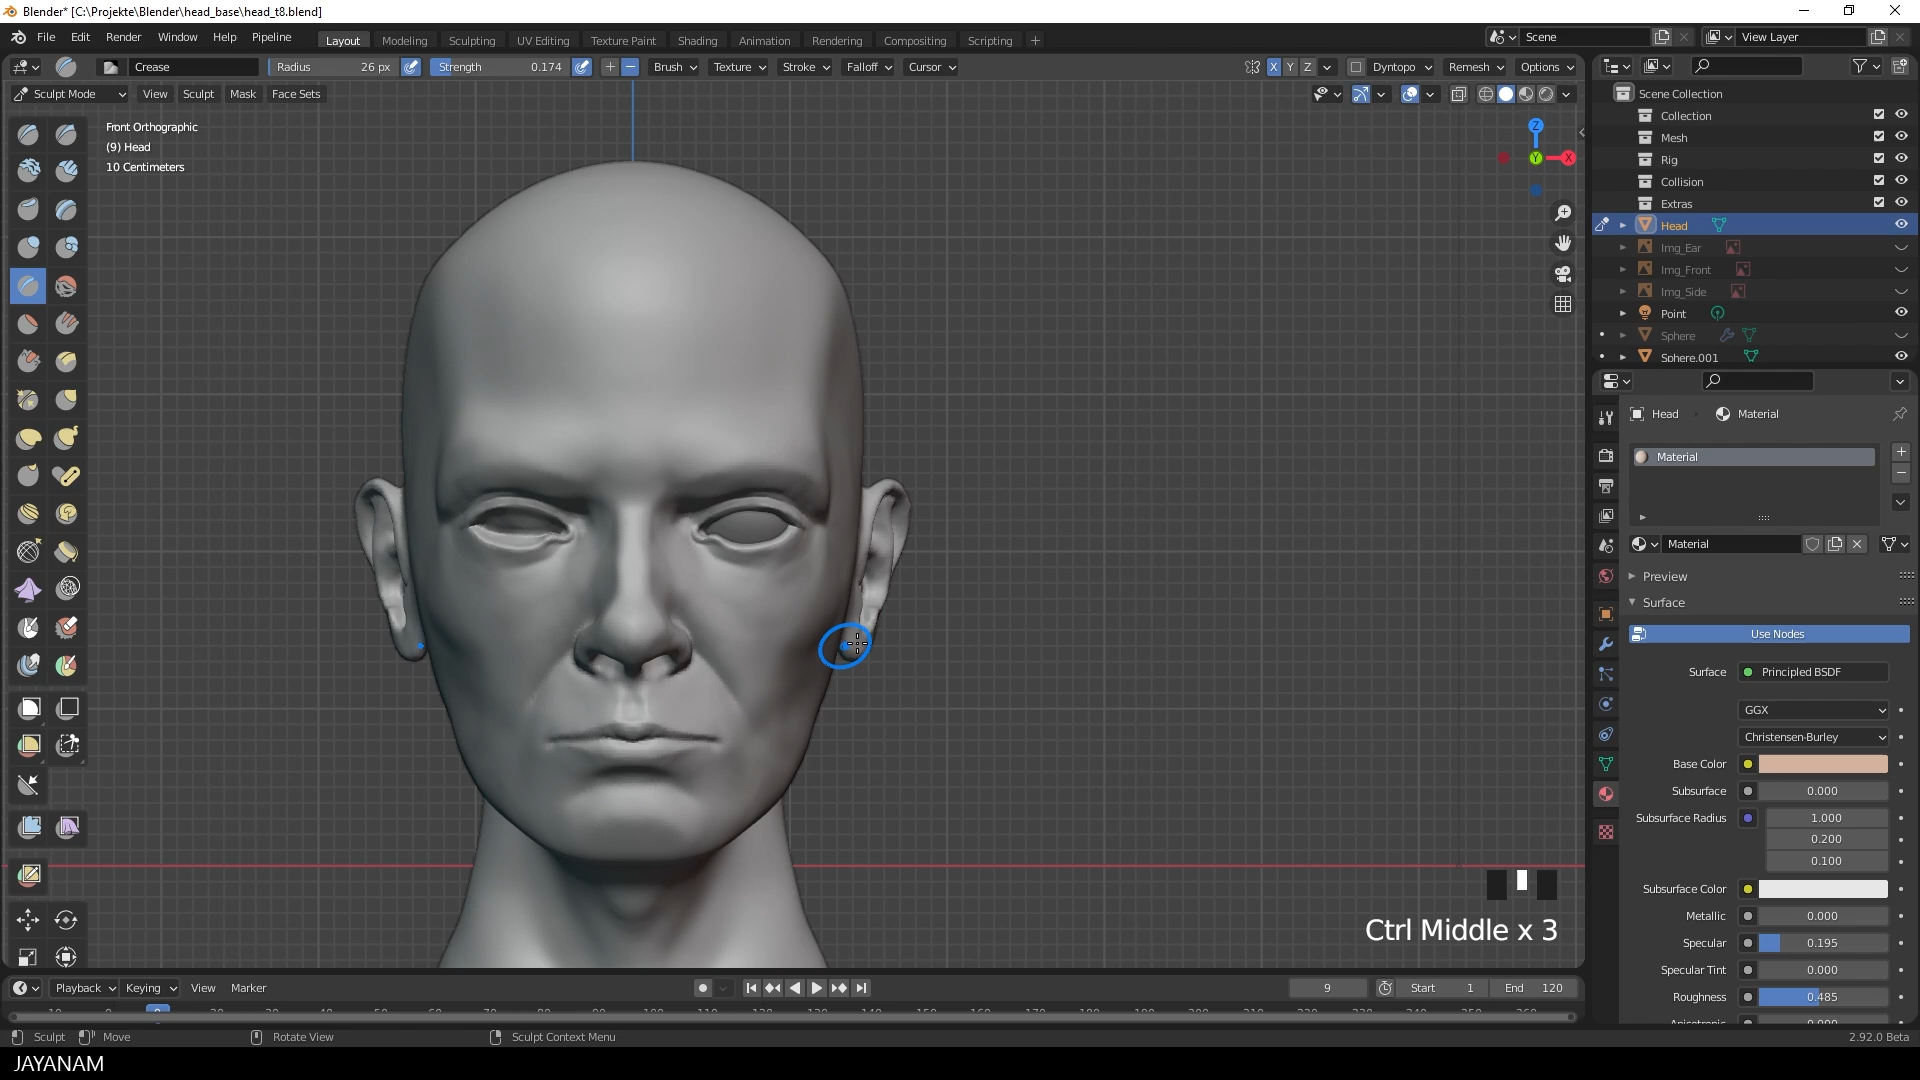 Blender* [C:\Projekte\Blender\head_base\head_t8.blend]
File Edit Render Window Help Pipeline
Layout Modeling Sculpting UV Editing Texture Paint Shading Animation Rendering Compositing Scripting +
Scene
View Layer
Crease
Radius 26 px
Strength 0.174
Brush Texture Stroke Falloff Cursor
X Y Z
Dyntopo Remesh Options
Sculpt Mode View Sculpt Mask Face Sets
Front Orthographic
(9) Head
10 Centimeters
Z
Y
X
Scene Collection
Collection
Mesh
Rig
Collision
Extras
Head
Img_Ear
Img_Front
Img_Side
Point
Sphere
Sphere.001
Head Material
Material
Material
Preview
Surface
Use Nodes
Surface Principled BSDF
GGX
Christensen-Burley
Base Color
Subsurface 0.000
Subsurface Radius 1.000
0.200
0.100
Subsurface Color
Metallic 0.000
Specular 0.195
Specular Tint 0.000
Roughness 0.485
Ctrl Middle x 3
Playback Keying View Marker
9
Start 1
End 120
Sculpt Move Rotate View Sculpt Context Menu
2.92.0 Beta
JAYANAM